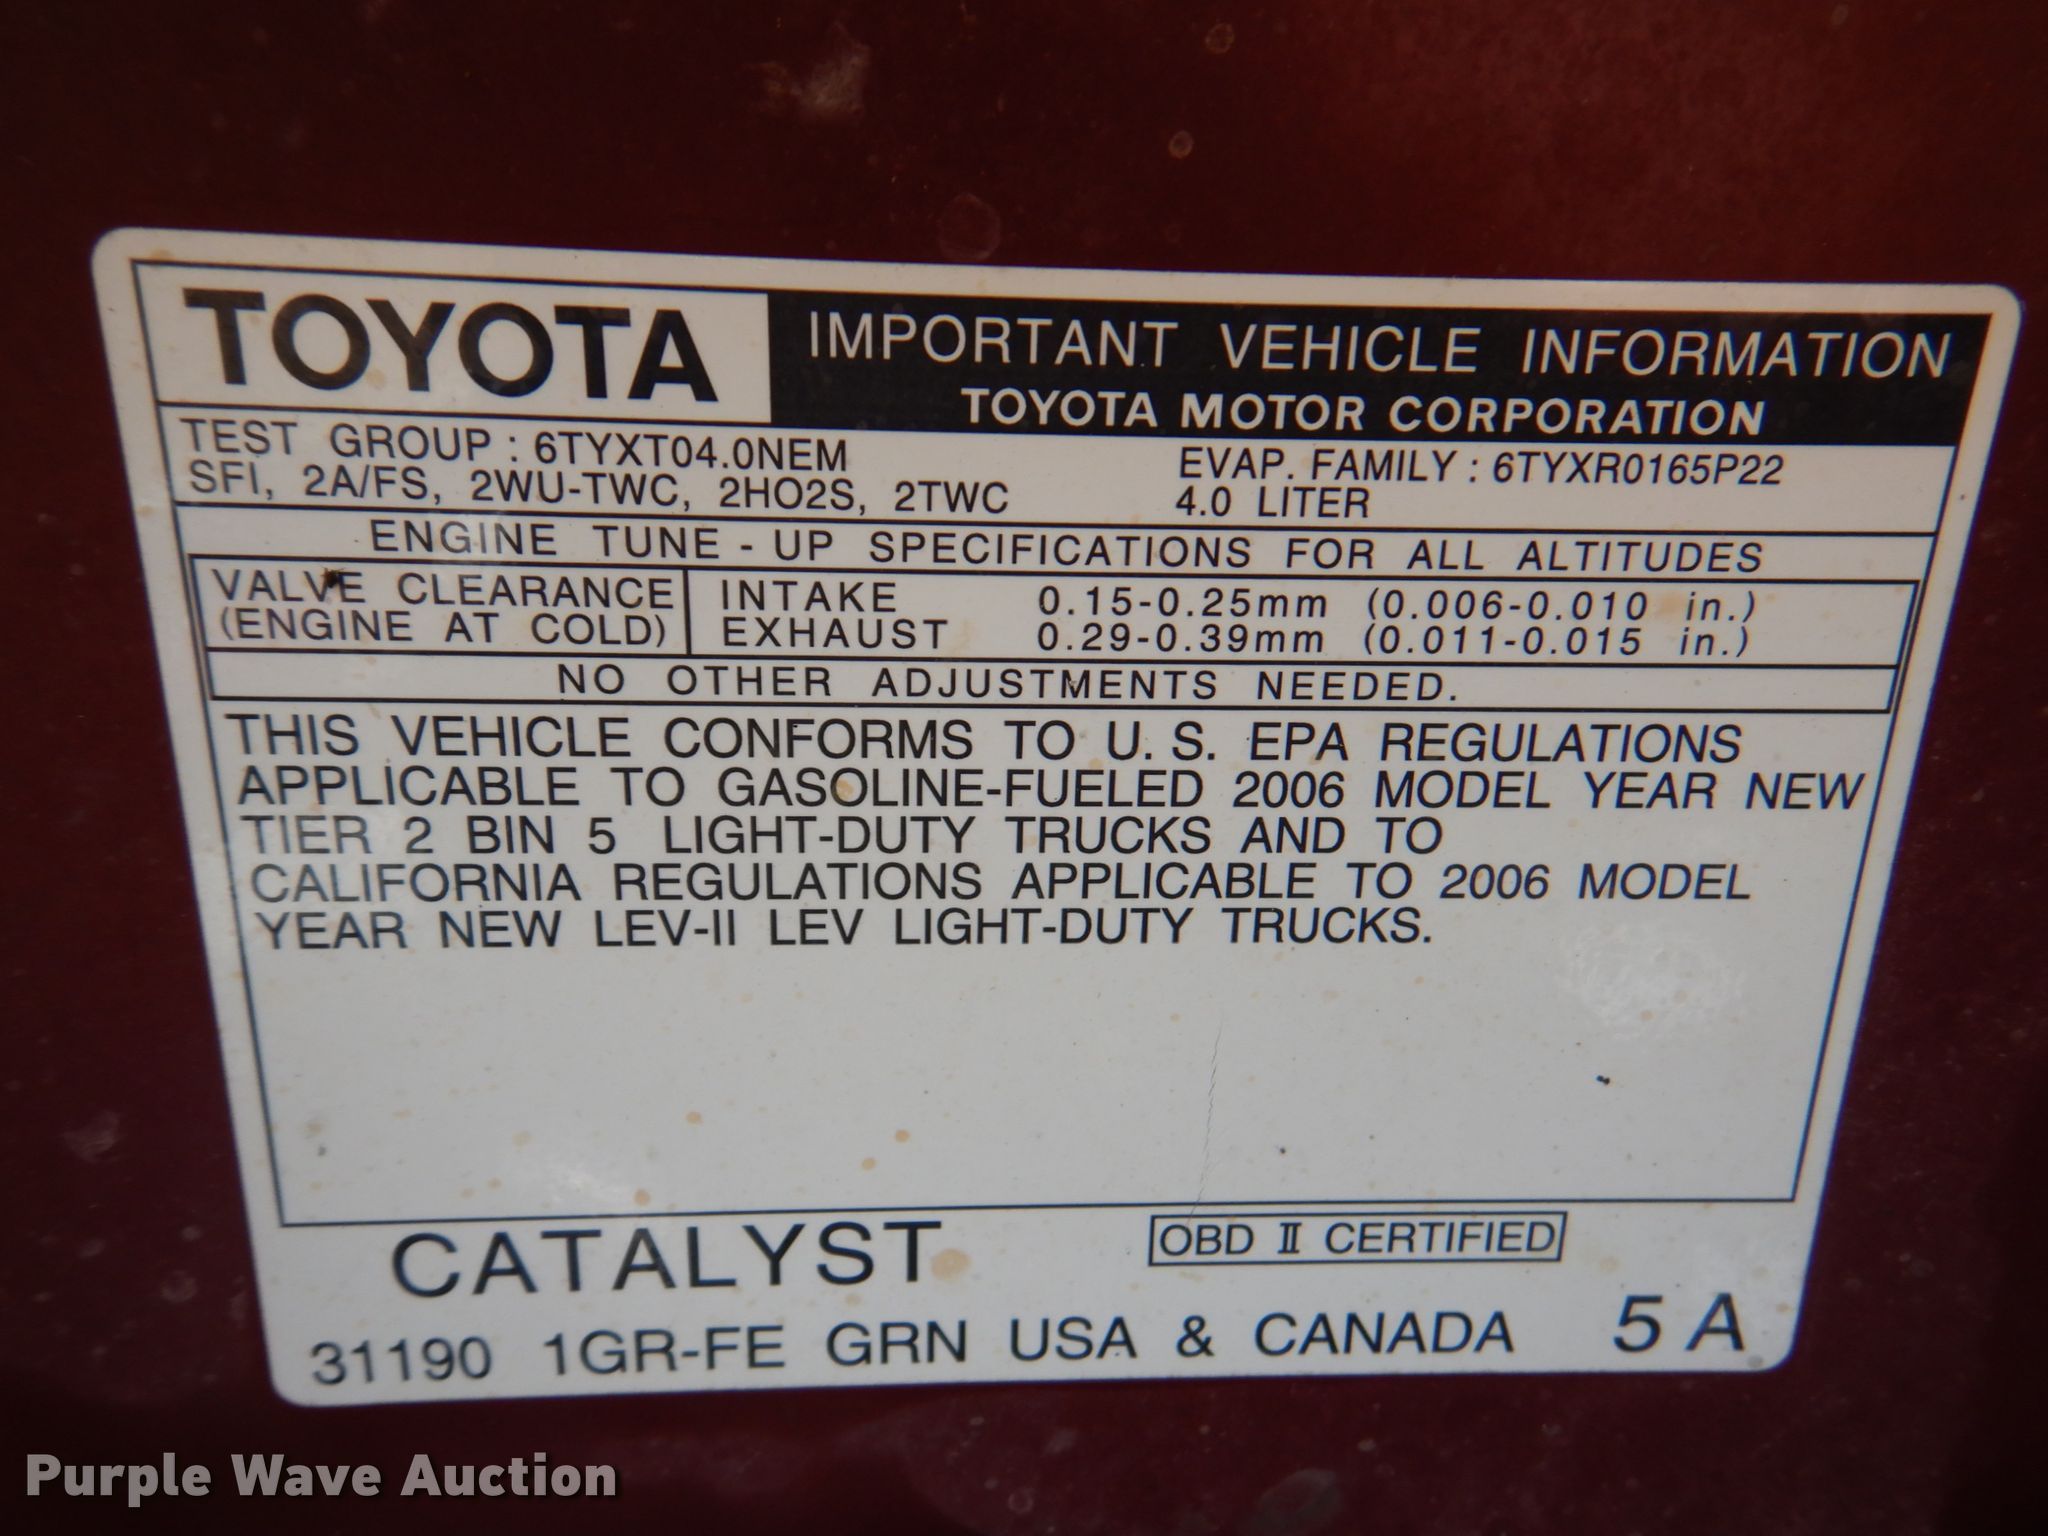 TOYOTA
IMPORTANT VEHICLE INFORMATION
TOYOTA MOTOR CORPORATION
TEST GROUP : 6TYXT04.0NEM
SFI, 2A/FS, 2WU-TWC, 2HO2S, 2TWC
EVAP. FAMILY : 6TYXR0165P22
4.0 LITER
ENGINE TUNE - UP SPECIFICATIONS FOR ALL ALTITUDES
VALVE CLEARANCE
(ENGINE AT COLD)
INTAKE 0.15-0.25mm (0.006-0.010 in.)
EXHAUST 0.29-0.39mm (0.011-0.015 in.)
NO OTHER ADJUSTMENTS NEEDED.
THIS VEHICLE CONFORMS TO U. S. EPA REGULATIONS
APPLICABLE TO GASOLINE-FUELED 2006 MODEL YEAR NEW
TIER 2 BIN 5 LIGHT-DUTY TRUCKS AND TO
CALIFORNIA REGULATIONS APPLICABLE TO 2006 MODEL
YEAR NEW LEV-II LEV LIGHT-DUTY TRUCKS.
CATALYST
OBD II CERTIFIED
31190 1GR-FE GRN USA & CANADA 5 A
Purple Wave Auction